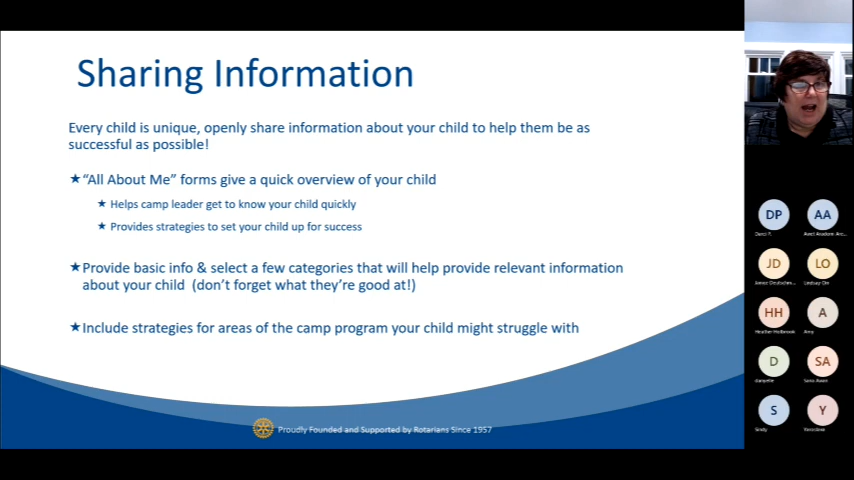 Sharing Information
Every child is unique, openly share information about your child to help them be as
successful as possible!
★“All About Me” forms give a quick overview of your child
★ Helps camp leader get to know your child quickly
★ Provides strategies to set your child up for success
★Provide basic info & select a few categories that will help provide relevant information
about your child (don’t forget what they’re good at!)
★Include strategies for areas of the camp program your child might struggle with
Proudly Founded and Supported by Rotarians Since 1957
DP
AA
JD
LO
HH
A
Heather Holbrook
Amy
D
SA
danyelle
S
Y